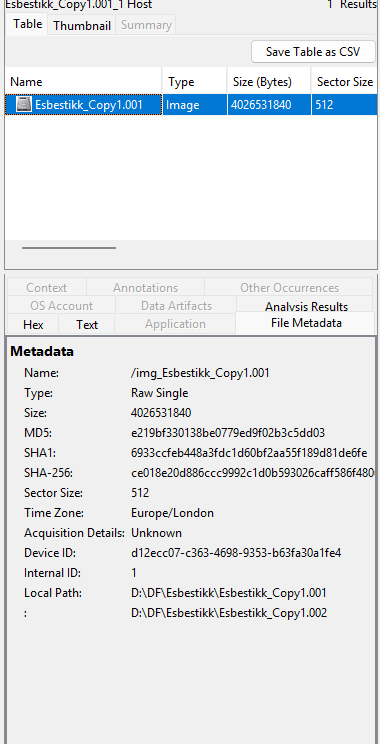 Esbestikk_Copy1.001_1 Host 1 Results
Table Thumbnail Summary
Save Table as CSV
Name Type Size (Bytes) Sector Size
Esbestikk_Copy1.001 Image 4026531840 512
Context Annotations Other Occurrences
OS Account Data Artifacts Analysis Results
Hex Text Application File Metadata
Metadata
Name: /img_Esbestikk_Copy1.001
Type: Raw Single
Size: 4026531840
MD5: e219bf330138be0779ed9f02b3c5dd03
SHA1: 6933ccfeb448a3fdc1d60bf2aa55f189d81de6fe
SHA-256: ce018e20d886ccc9992c1d0b593026caff586f480
Sector Size: 512
Time Zone: Europe/London
Acquisition Details: Unknown
Device ID: d12ecc07-c363-4698-9353-b63fa30a1fe4
Internal ID: 1
Local Path: D:\DF\Esbestikk\Esbestikk_Copy1.001
: D:\DF\Esbestikk\Esbestikk_Copy1.002